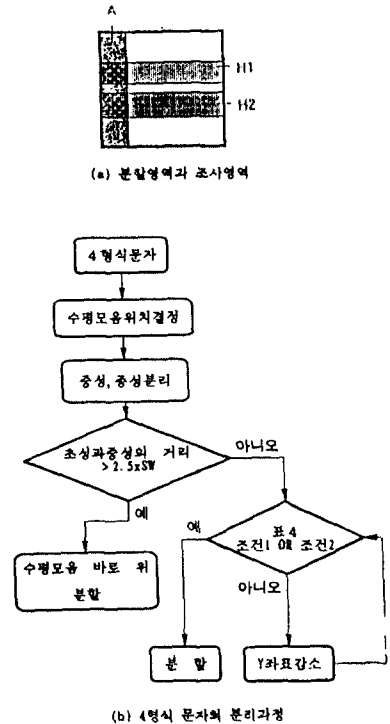 A
H1
H2
(a) 분할영역과 조사영역
4형식문자
수평모음위치결정
중성,종성분리
초성과중성의 거리
>2.5xSW
아니오
예
표4
조건1 OR 조건2
예
아니오
수평모음 바로 위
분할
분 할
Y좌표감소
(b) 4형식 문자의 분리과정